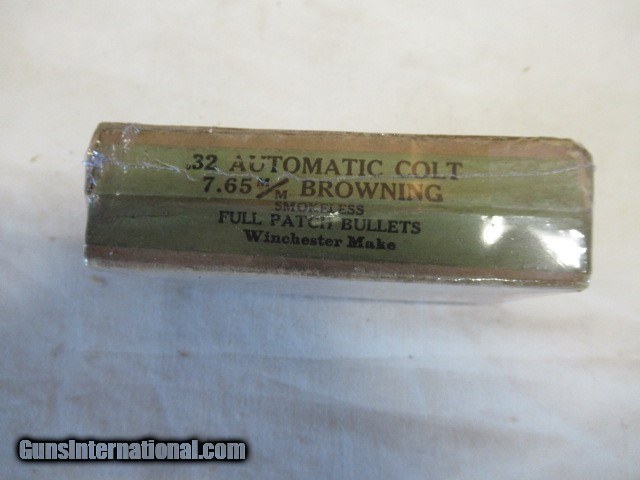 .32 AUTOMATIC COLT
7.65 M/M BROWNING
SMOKELESS
FULL PATCH BULLETS
Winchester Make
GunsInternational.com